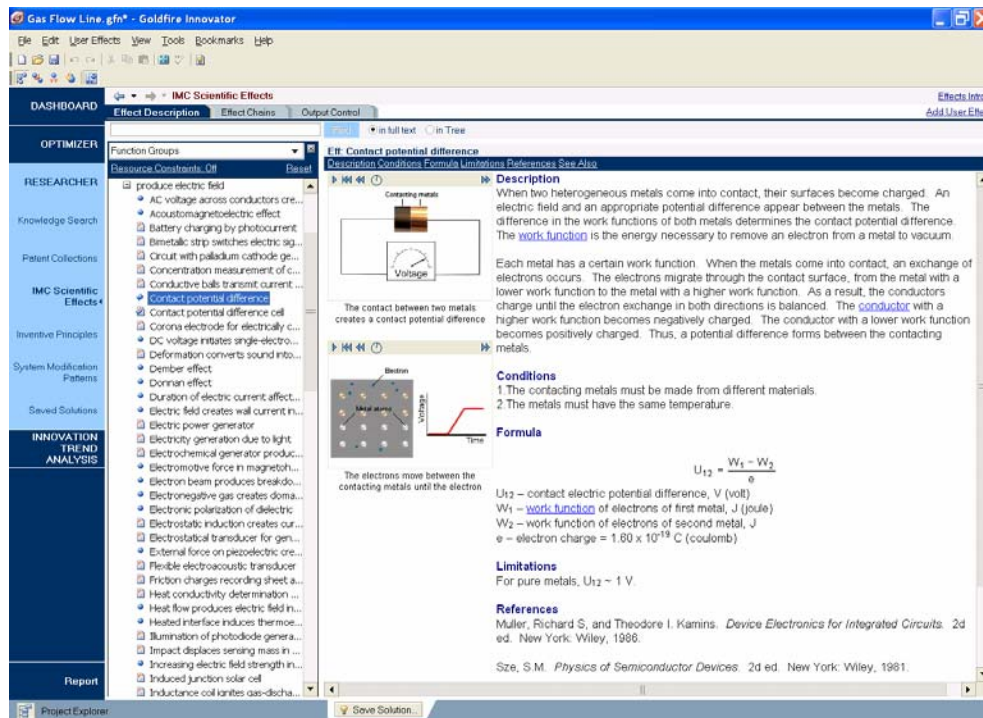 Gas Flow Line.gfn* - Goldfire Innovator
File Edit User Effects View Tools Bookmarks Help
IMC Scientific Effects
Effects Intro
Effect Description Effect Chains Output Control
Add User Effe
DASHBOARD
OPTIMIZER
RESEARCHER
Knowledge Search
Patent Collections
IMC Scientific
Effects
Inventive Principles
System Modification
Patterns
Saved Solutions
INNOVATION
TREND
ANALYSIS
Report
Find in full text in Tree
Function Groups
Resource Constraints: Off Reset
produce electric field
AC voltage across conductors cre...
Acoustomagnetoelectric effect
Battery charging by photocurrent
Bimetallic strip switches electric sig...
Circuit with palladium cathode ge...
Concentration measurement of c...
Conductive balls transmit current ...
Contact potential difference
Contact potential difference cell
Corona electrode for electrically c...
DC voltage initiates single-electro...
Deformation converts sound into...
Dember effect
Donnan effect
Duration of electric current affect...
Electric field creates wall current in...
Electric power generator
Electricity generation due to light
Electrochemical generator produc...
Electromotive force in magnetoh...
Electron beam produces breakdo...
Electronegative gas creates doma...
Electronic polarization of dielectric
Electrostatic induction creates cur...
Electrostatical transducer for gen...
External force on piezoelectric cre...
Flexible electroacoustic transducer
Friction charges recording sheet a...
Heat conductivity determination ...
Heat flow produces electric field in...
Heated interface induces thermoe...
Illumination of photodiode genera...
Impact displaces sensing mass in ...
Increasing electric field strength in...
Induced junction solar cell
Inductance coil ignites gas-discha...
Eff: Contact potential difference
Description Conditions Formula Limitations References See Also
Contacting metals
Voltage
The contact between two metals
creates a contact potential difference
Electron
Metal atoms
Voltage
Time
The electrons move between the
contacting metals until the electron
Description
When two heterogeneous metals come into contact, their surfaces become charged. An
electric field and an appropriate potential difference appear between the metals. The
difference in the work functions of both metals determines the contact potential difference.
The work function is the energy necessary to remove an electron from a metal to vacuum.
Each metal has a certain work function. When the metals come into contact, an exchange of
electrons occurs. The electrons migrate through the contact surface, from the metal with a
lower work function to the metal with a higher work function. As a result, the conductors
charge until the electron exchange in both directions is balanced. The conductor with a
higher work function becomes negatively charged. The conductor with a lower work function
becomes positively charged. Thus, a potential difference forms between the contacting
metals.
Conditions
1.The contacting metals must be made from different materials.
2.The metals must have the same temperature.
Formula
U₁₂ = (W₁ – W₂) / e
U₁₂ – contact electric potential difference, V (volt)
W₁ – work function of electrons of first metal, J (joule)
W₂ – work function of electrons of second metal, J
e – electron charge = 1.60 x 10⁻¹⁹ C (coulomb)
Limitations
For pure metals, U₁₂ ~ 1 V.
References
Muller, Richard S, and Theodore I. Kamins. Device Electronics for Integrated Circuits. 2d
ed. New York: Wiley, 1986.
Sze, S.M. Physics of Semiconductor Devices. 2d ed. New York: Wiley, 1981.
Project Explorer
Save Solution...